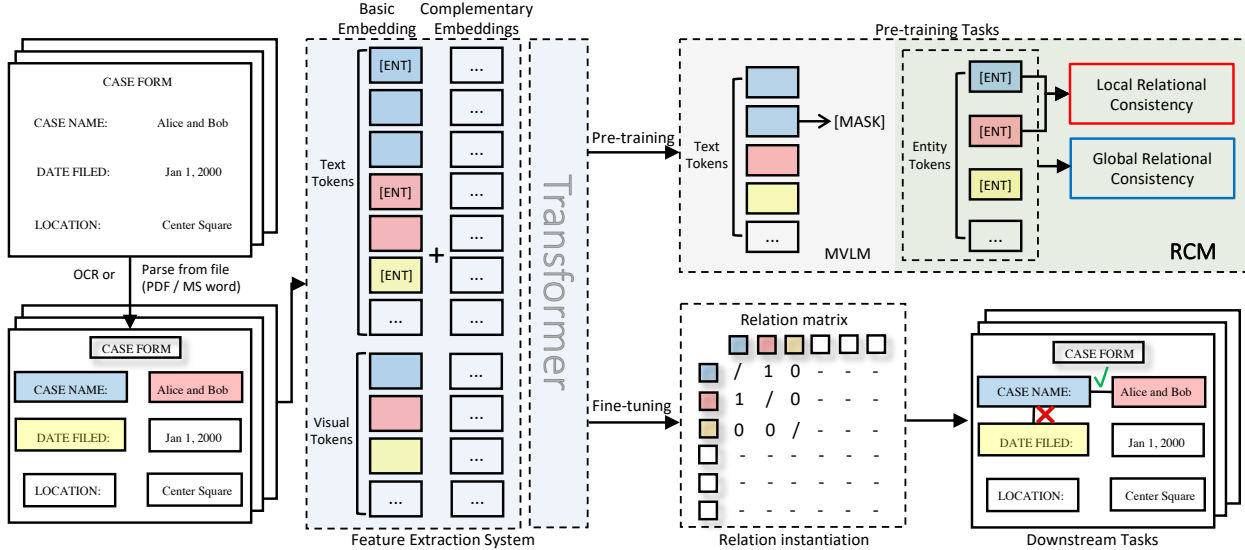 CASE FORM
CASE NAME: Alice and Bob
DATE FILED: Jan 1, 2000
LOCATION: Center Square
OCR or
Parse from file
(PDF / MS word)
CASE FORM
CASE NAME: Alice and Bob
DATE FILED: Jan 1, 2000
LOCATION: Center Square
Basic
Embedding
Complementary
Embeddings
Text
Tokens
[ENT] ...
...
...
[ENT] ...
...
[ENT] ...
... ...
+
Visual
Tokens
...
...
...
... ...
Feature Extraction System
Transformer
Pre-training
Fine-tuning
Pre-training Tasks
Text
Tokens
[MASK]
...
MVLM
Entity
Tokens
[ENT]
[ENT]
[ENT]
...
Local Relational
Consistency
Global Relational
Consistency
RCM
Relation matrix
/ 1 0 - - -
1 / 0 - - -
0 0 / - - -
- - - - - -
- - - - - -
- - - - - -
Relation instantiation
CASE FORM
CASE NAME: Alice and Bob
DATE FILED: Jan 1, 2000
LOCATION: Center Square
Downstream Tasks